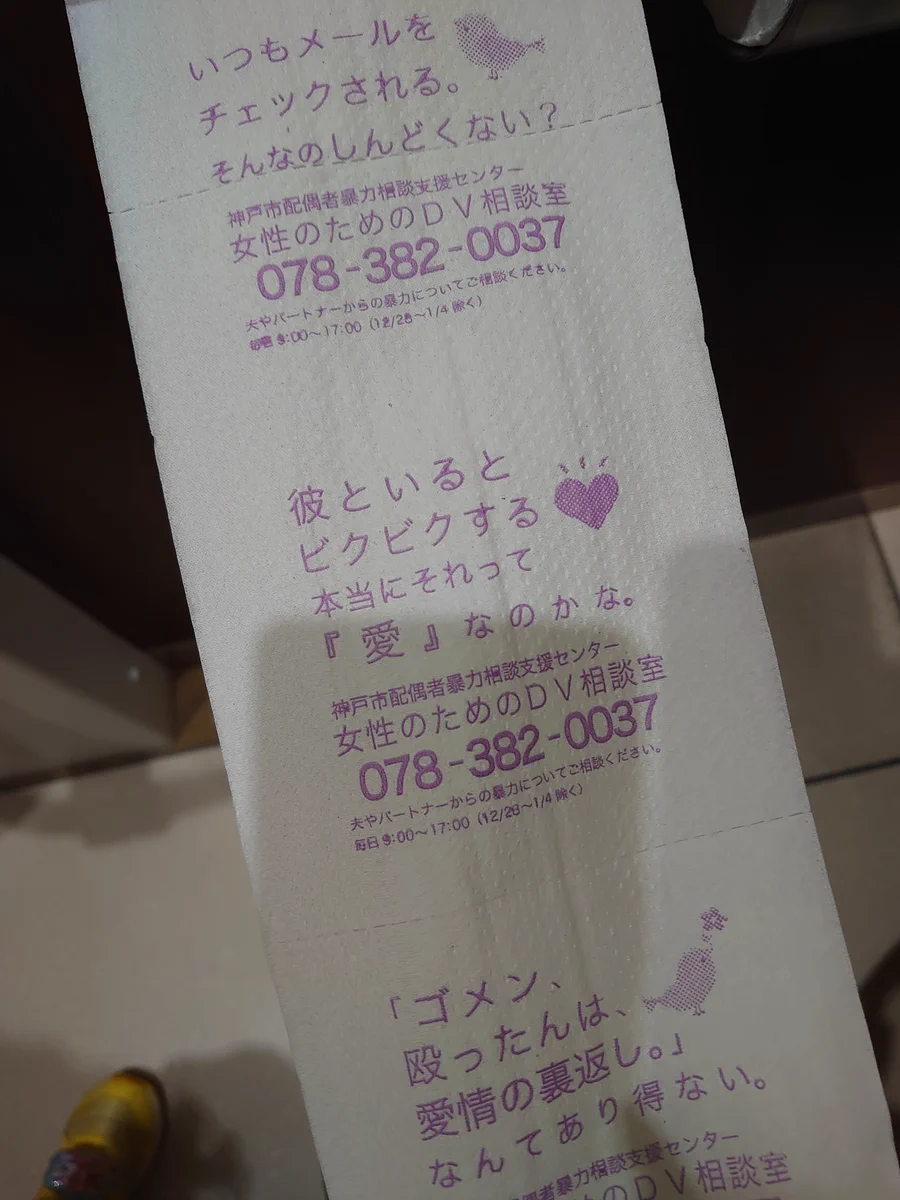 いつもメールを
チェックされる。
そんなのしんどくない？
神戸市配偶者暴力相談支援センター
女性のためのＤＶ相談室
078-382-0037
夫やパートナーからの暴力についてご相談ください。
毎日 9:00〜17:00（12/28〜1/4 除く）
彼といると
ビクビクする
本当にそれって
『愛』なのかな。
神戸市配偶者暴力相談支援センター
女性のためのＤＶ相談室
078-382-0037
夫やパートナーからの暴力についてご相談ください。
毎日 9:00〜17:00（12/28〜1/4 除く）
「ゴメン、
殴ったんは、
愛情の裏返し。」
なんてあり得ない。
神戸市配偶者暴力相談支援センター
のためのＤＶ相談室